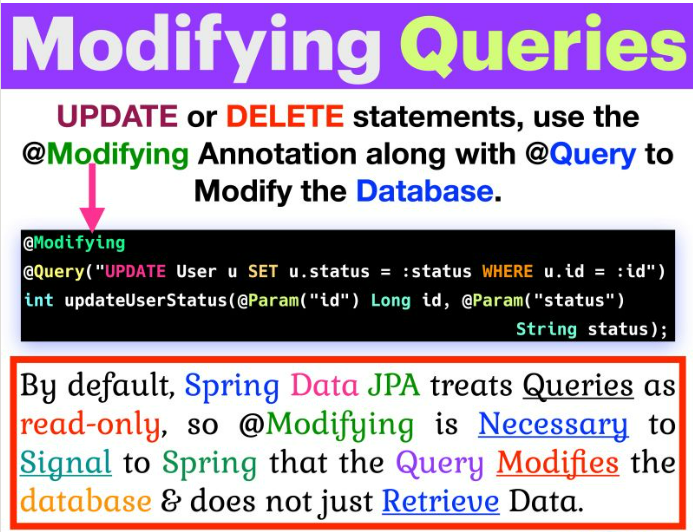 Modifying Queries
UPDATE or DELETE statements, use the
@Modifying Annotation along with @Query to
Modify the Database.
@Modifying
@Query("UPDATE User u SET u.status = :status WHERE u.id = :id")
int updateUserStatus(@Param("id") Long id, @Param("status")
String status);
By default, Spring Data JPA treats Queries as
read-only, so @Modifying is Necessary to
Signal to Spring that the Query Modifies the
database & does not just Retrieve Data.